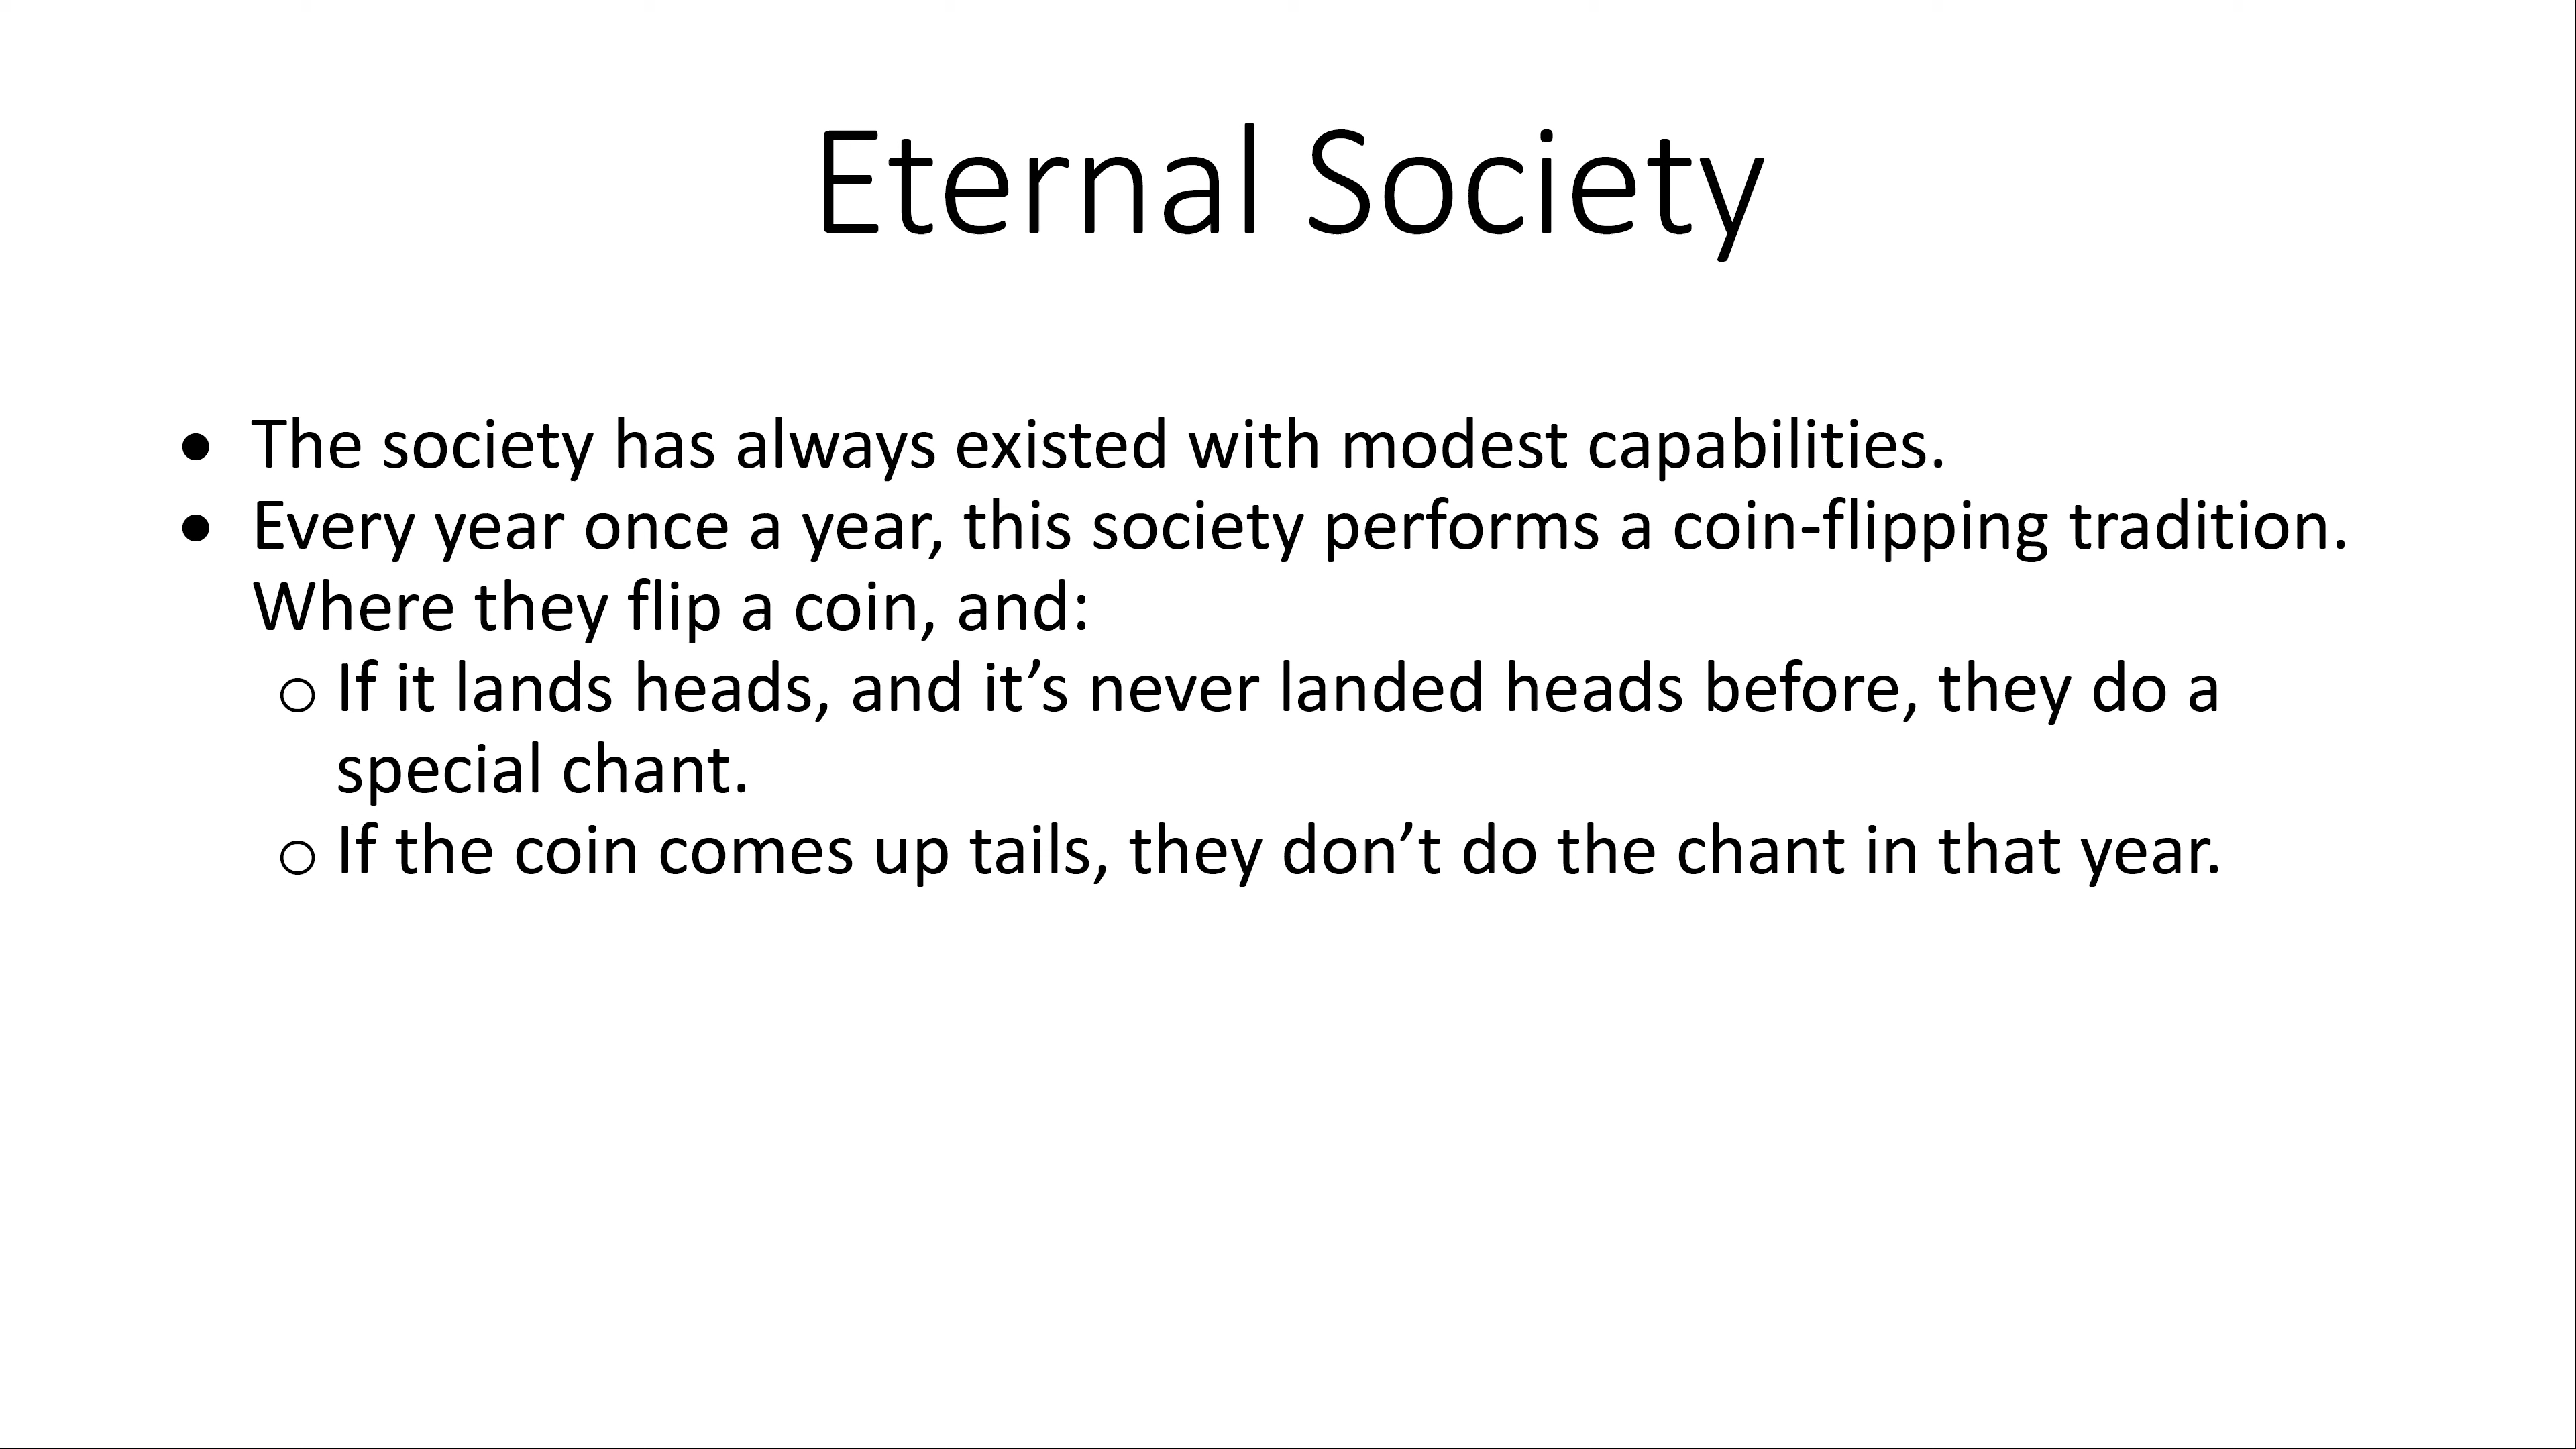 Eternal Society
• The society has always existed with modest capabilities.
• Every year once a year, this society performs a coin-flipping tradition.
Where they flip a coin, and:
○ If it lands heads, and it’s never landed heads before, they do a
special chant.
○ If the coin comes up tails, they don’t do the chant in that year.